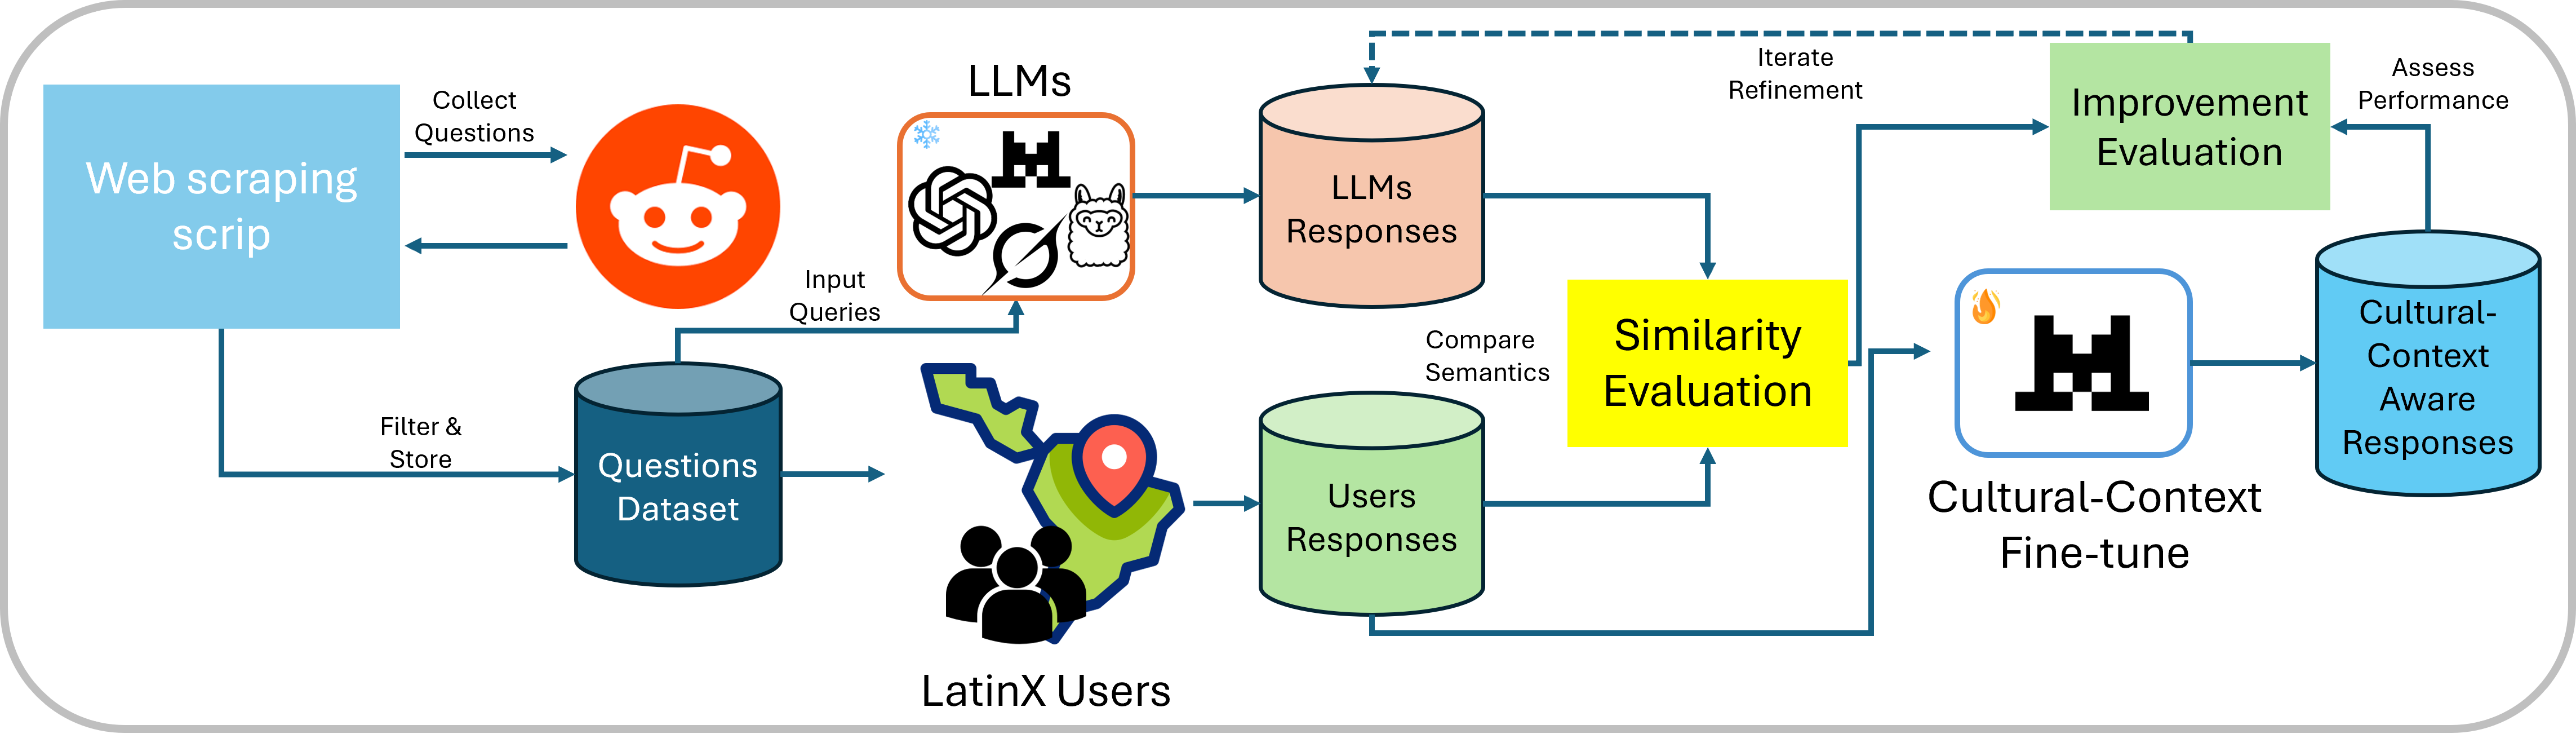 Web scraping
scrip
Collect
Questions
Filter &
Store
Questions
Dataset
Input
Queries
LLMs
LatinX Users
LLMs
Responses
Users
Responses
Compare
Semantics
Similarity
Evaluation
Iterate
Refinement
Improvement
Evaluation
Assess
Performance
Cultural-Context
Fine-tune
Cultural-
Context
Aware
Responses